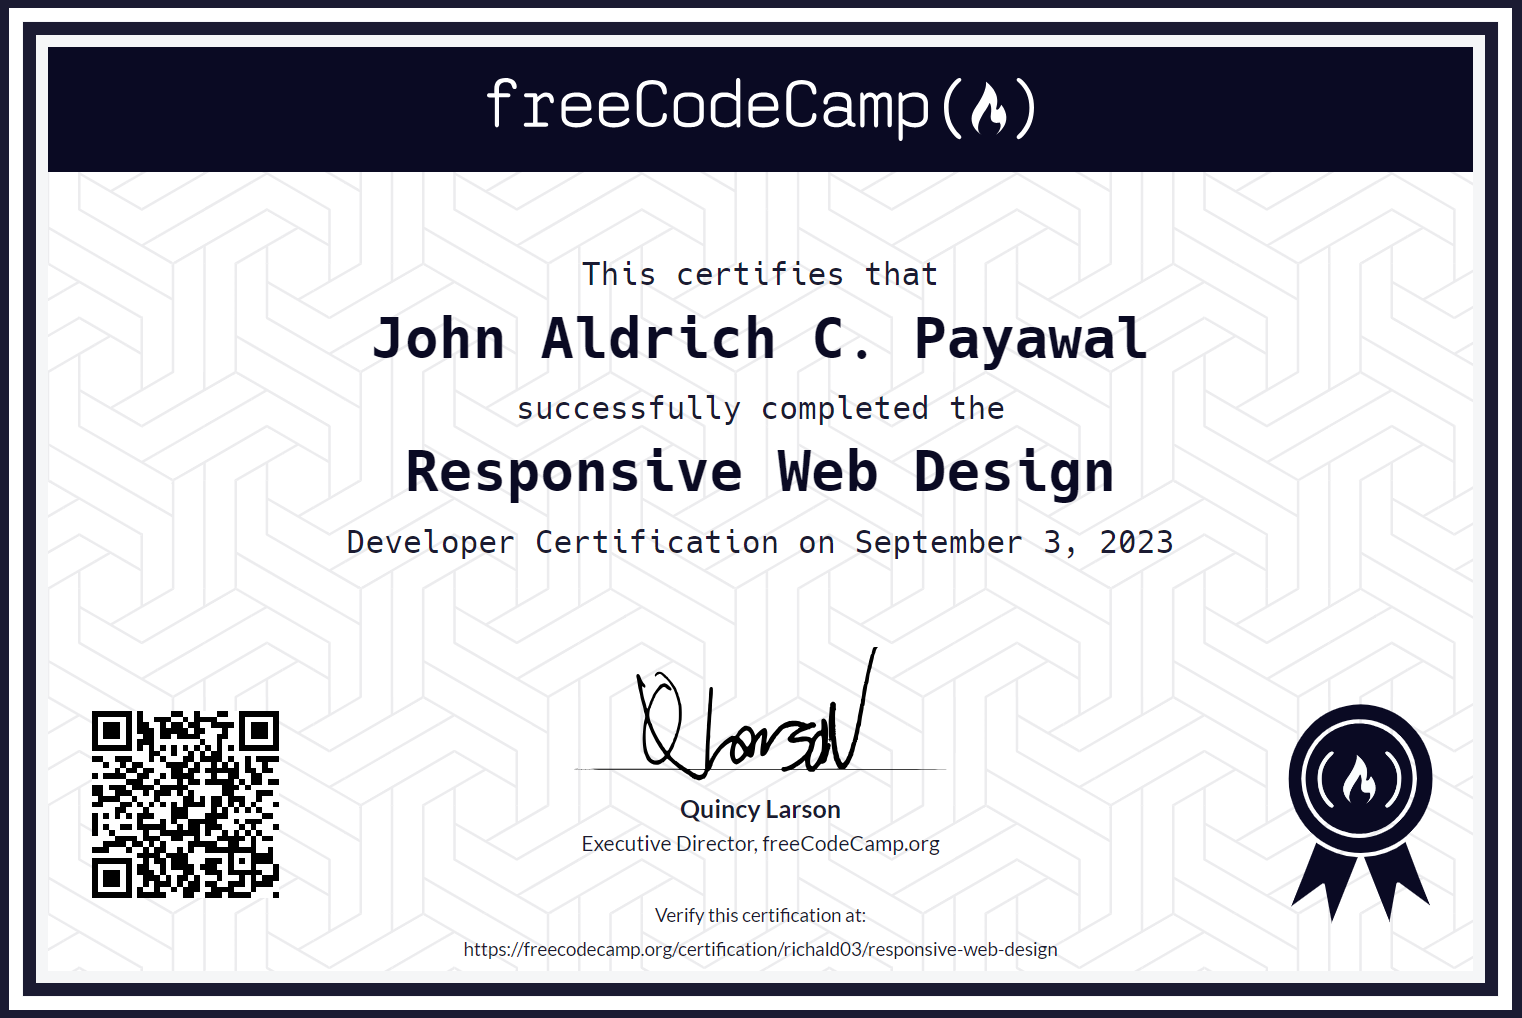 freeCodeCamp
This certifies that
John Aldrich C. Payawal
successfully completed the
Responsive Web Design
Developer Certification on September 3, 2023
Q Larson
Quincy Larson
Executive Director, freeCodeCamp.org
Verify this certification at:
https://freecodecamp.org/certification/richald03/responsive-web-design